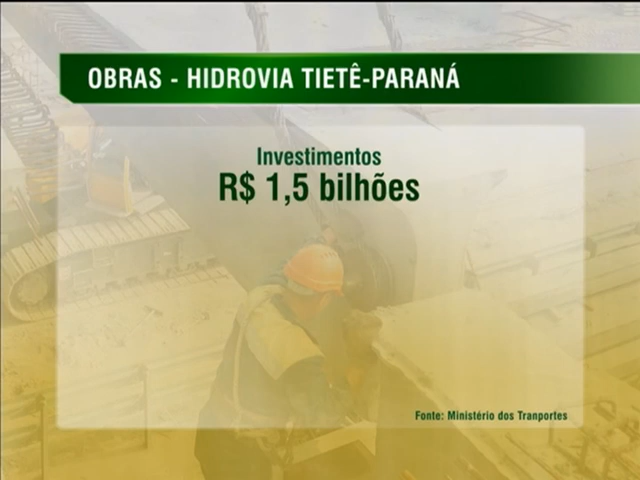 OBRAS - HIDROVIA TIETÊ-PARANÁ
Investimentos
R$ 1,5 bilhões
Fonte: Ministério dos Tranportes